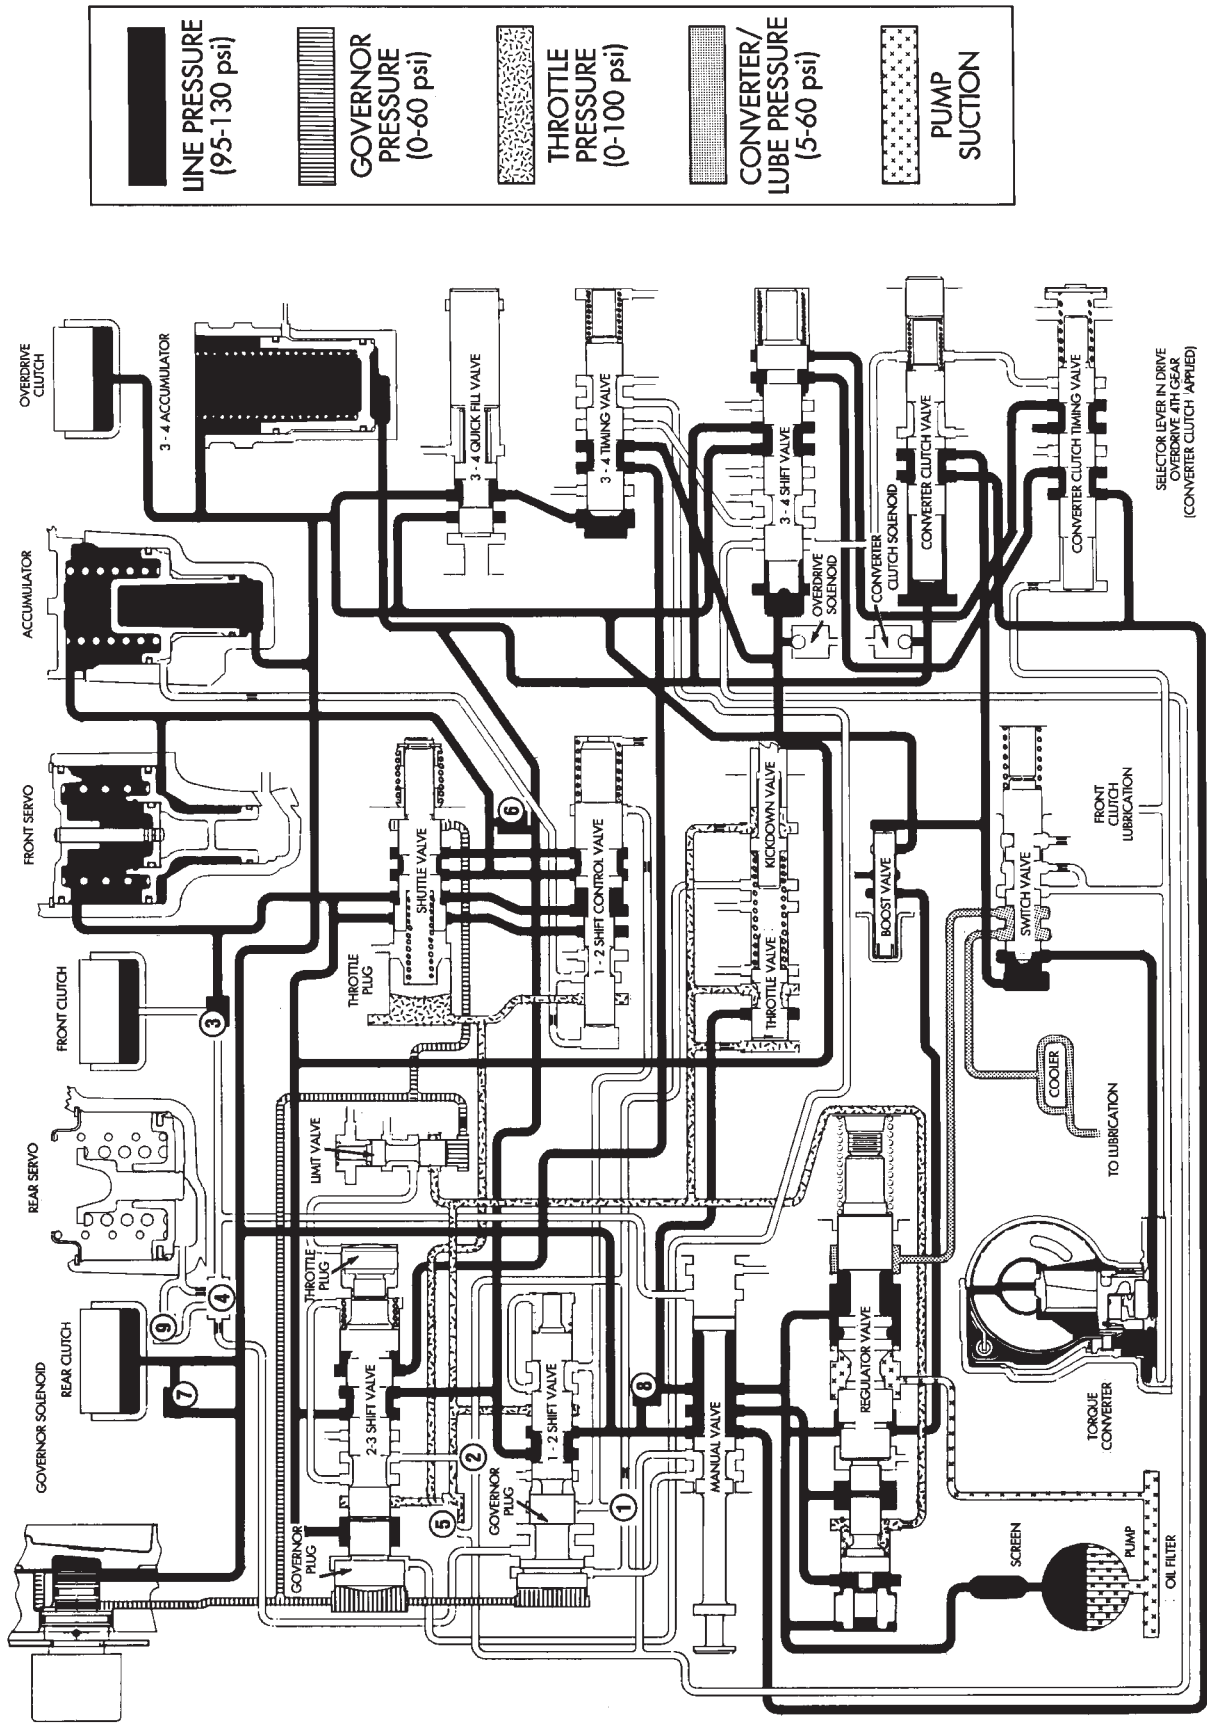 LINE PRESSURE
(95-130 psi)
GOVERNOR
PRESSURE
(0-60 psi)
THROTTLE
PRESSURE
(0-100 psi)
CONVERTER/
LUBE PRESSURE
(5-60 psi)
PUMP
SUCTION
GOVERNOR SOLENOID
REAR CLUTCH
REAR SERVO
FRONT CLUTCH
FRONT SERVO
ACCUMULATOR
OVERDRIVE
CLUTCH
3 - 4 ACCUMULATOR
7
9
4
3
6
GOVERNOR
PLUG
2-3 SHIFT VALVE
THROTTLE
PLUG
LIMIT VALVE
THROTTLE
PLUG
SHUTTLE VALVE
3 - 4 QUICK FILL VALVE
5
2
GOVERNOR
PLUG
1 - 2 SHIFT VALVE
1 - 2 SHIFT CONTROL VALVE
3 - 4 TIMING VALVE
1
8
MANUAL VALVE
THROTTLE VALVE
KICKDOWN VALVE
3 - 4 SHIFT VALVE
OVERDRIVE
SOLENOID
CONVERTER
CLUTCH SOLENOID
REGULATOR VALVE
BOOST VALVE
CONVERTER CLUTCH VALVE
SWITCH VALVE
CONVERTER CLUTCH TIMING VALVE
SCREEN
PUMP
OIL FILTER
TORQUE
CONVERTER
COOLER
TO LUBRICATION
FRONT
CLUTCH
LUBRICATION
SELECTOR LEVER IN DRIVE
OVERDRIVE 4TH GEAR
(CONVERTER CLUTCH APPLIED)